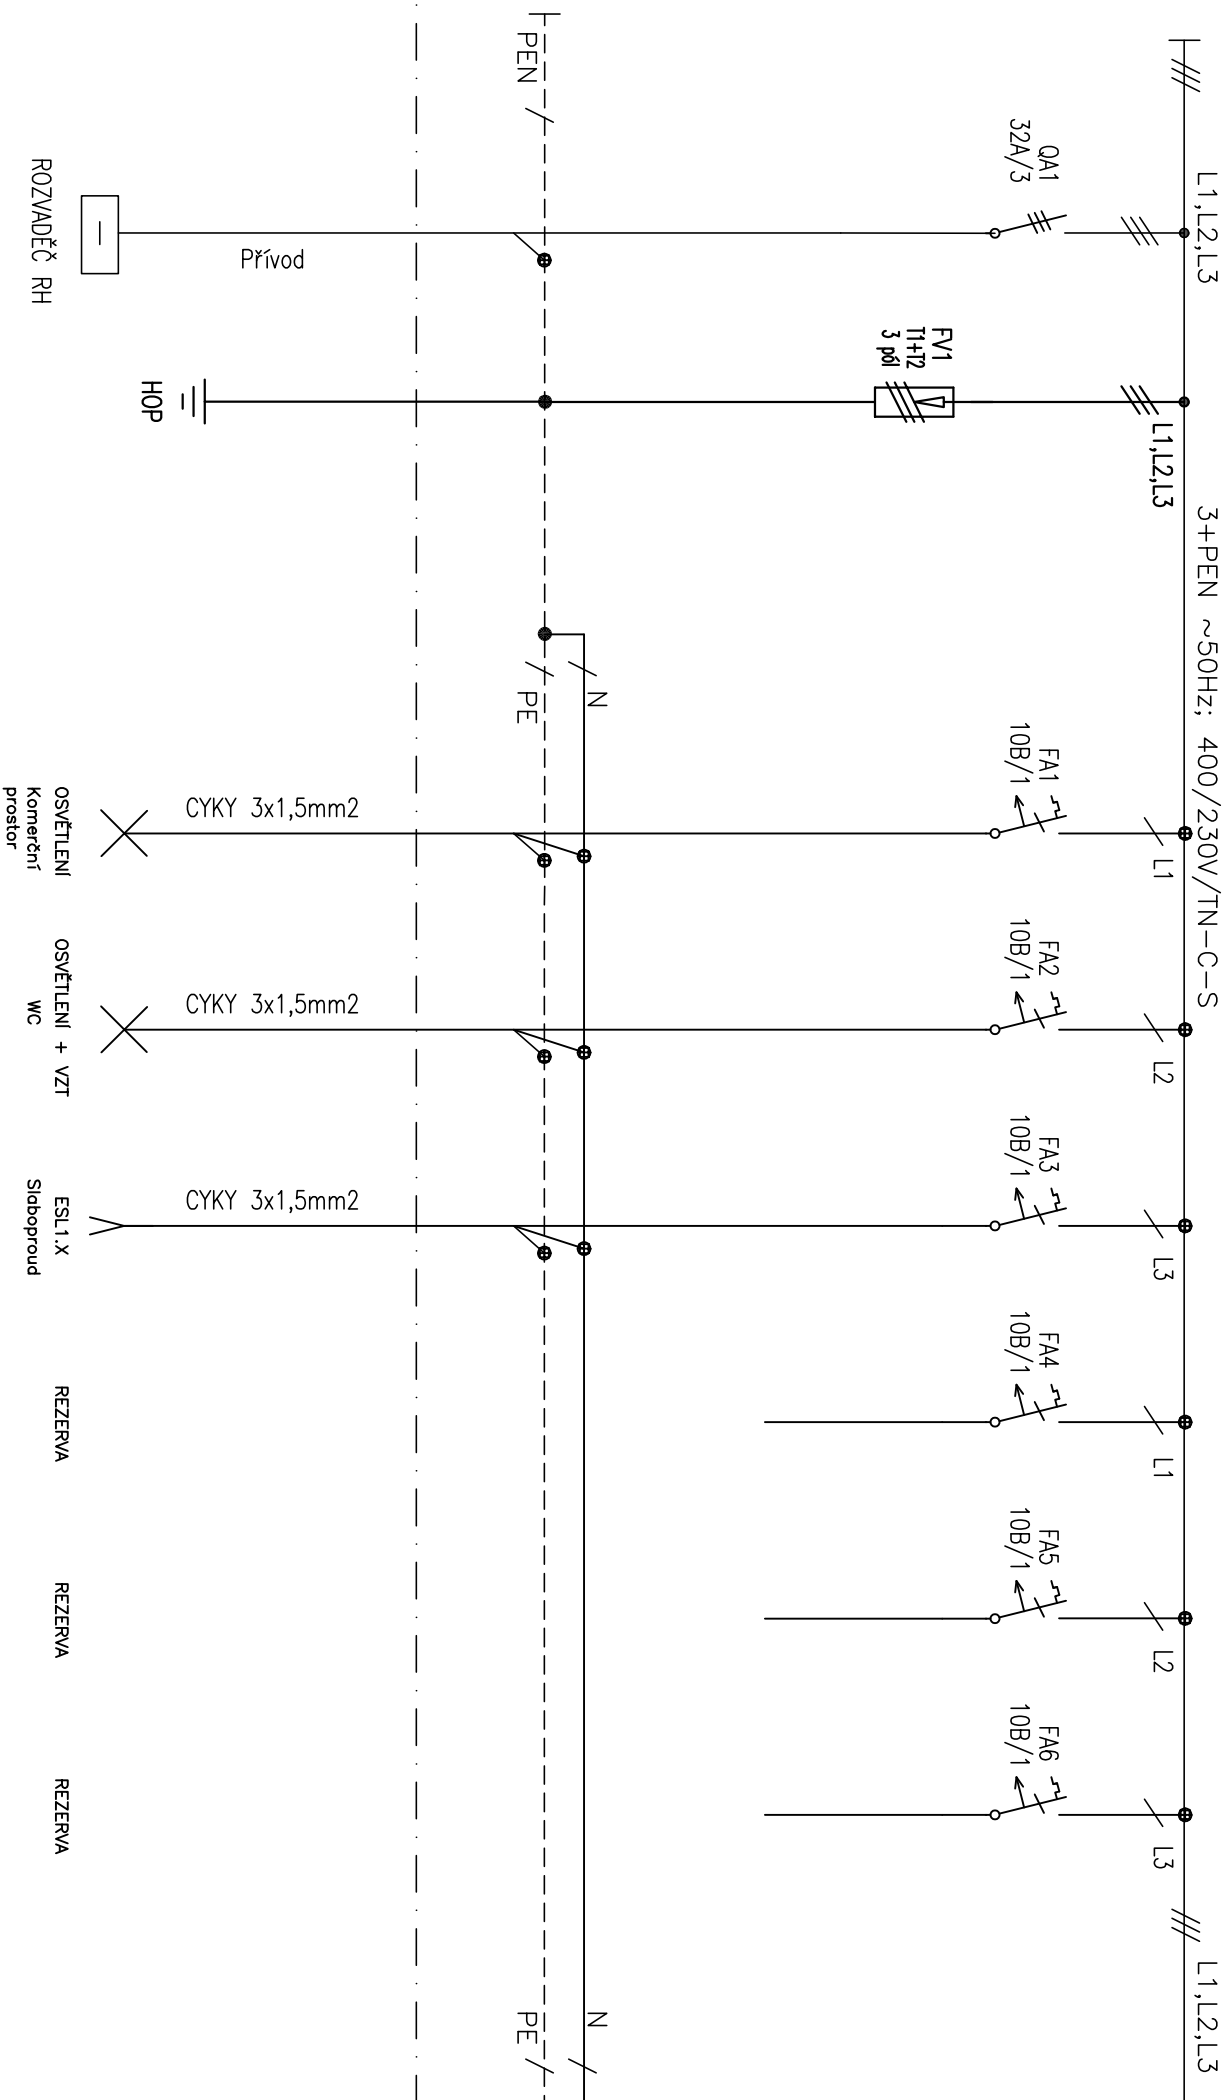 L1,L2,L3
3+PEN ~50Hz; 400/230V/TN-C-S
L1,L2,L3
L1,L2,L3
L1
L2
L3
L1
L2
L3
QA1
32A/3
FV1
T1+T2
3 pól
FA1
10B/1
FA2
10B/1
FA3
10B/1
FA4
10B/1
FA5
10B/1
FA6
10B/1
N
N
PEN
PE
PE
Přívod
CYKY 3x1,5mm2
CYKY 3x1,5mm2
CYKY 3x1,5mm2
ROZVADĚČ RH
HOP
OSVĚTLENÍ
Komerční
prostor
OSVĚTLENÍ + VZT
WC
ESL1.X
Slaboproud
REZERVA
REZERVA
REZERVA